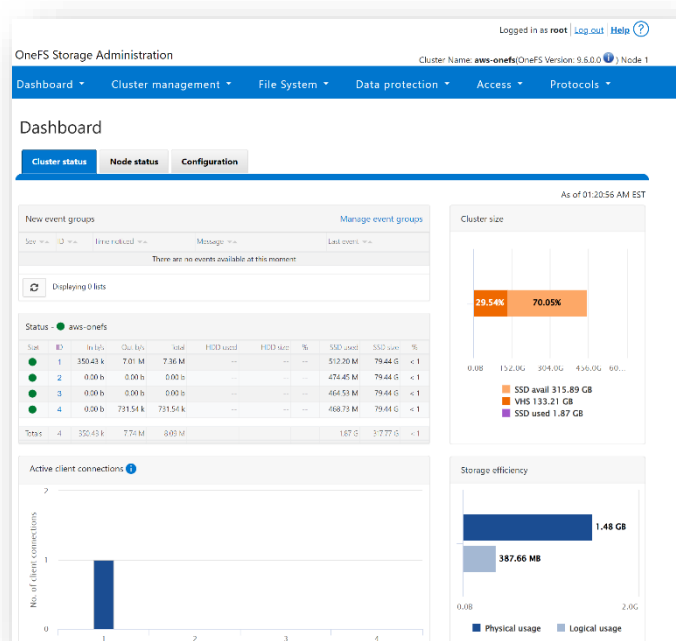 Logged in as root | Log out | Help ?
OneFS Storage Administration
Cluster Name: aws-onefs(OneFS Version: 9.6.0.0 i ) Node 1
Dashboard Cluster management File System Data protection Access Protocols
Dashboard
Cluster status Node status Configuration
As of 01:20:56 AM EST
New event groups Manage event groups
Sev ID Time noticed Message Last event
There are no events available at this moment
Displaying 0 lists
Status - aws-onefs
Stat ID In b/s Out b/s Total HDD used HDD size % SSD used SSD size %
1 350.43 k 7.01 M 7.36 M -- -- -- 512.20 M 79.44 G < 1
2 0.00 b 0.00 b 0.00 b -- -- -- 474.45 M 79.44 G < 1
3 0.00 b 0.00 b 0.00 b -- -- -- 464.53 M 79.44 G < 1
4 0.00 b 731.54 k 731.54 k -- -- -- 468.73 M 79.44 G < 1
Totals 4 350.43 k 7.74 M 8.09 M 1.87 G 317.77 G < 1
Cluster size
29.54% 70.05%
0.0B 152.0G 304.0G 456.0G 60...
SSD avail 315.89 GB
VHS 133.21 GB
SSD used 1.87 GB
Active client connections i
No. of client connections
2
1
0
1 2 3 4
Storage efficiency
1.48 GB
387.66 MB
0.0B 2.0G
Physical usage Logical usage